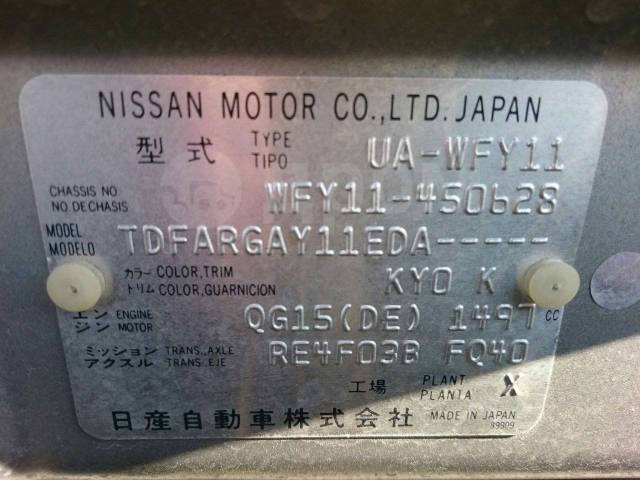 NISSAN MOTOR CO.,LTD. JAPAN
型式 TYPE TIPO UA-WFY11
CHASSIS NO. NO. DE CHASIS WFY11-450628
MODEL MODELO TDFARGAY11EDA-----
カラー COLOR,TRIM トリム COLOR,GUARNICION KY0 K
エンジン ENGINE MOTOR QG15(DE) 1497 CC
ミッション TRANS.,AXLE アクスル TRANS.,EJE RE4F03B FQ40
工場 PLANT PLANTA X
日産自動車株式会社 MADE IN JAPAN
89909